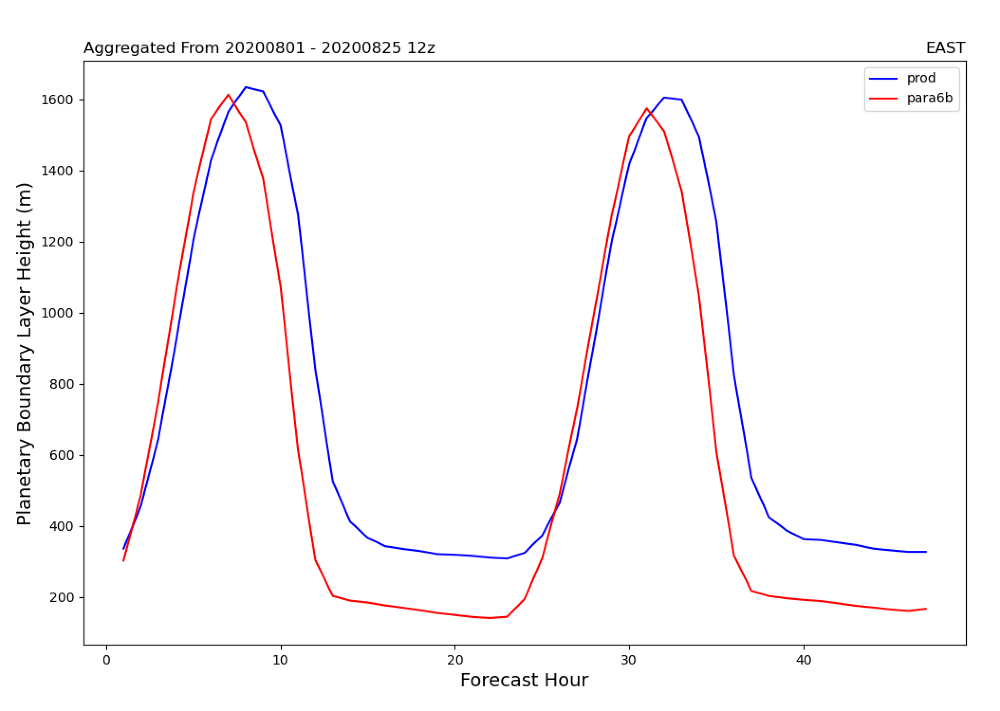 Aggregated From 20200801 - 20200825 12z
EAST
prod
para6b
Planetary Boundary Layer Height (m)
1600
1400
1200
1000
800
600
400
200
0
10
20
30
40
Forecast Hour